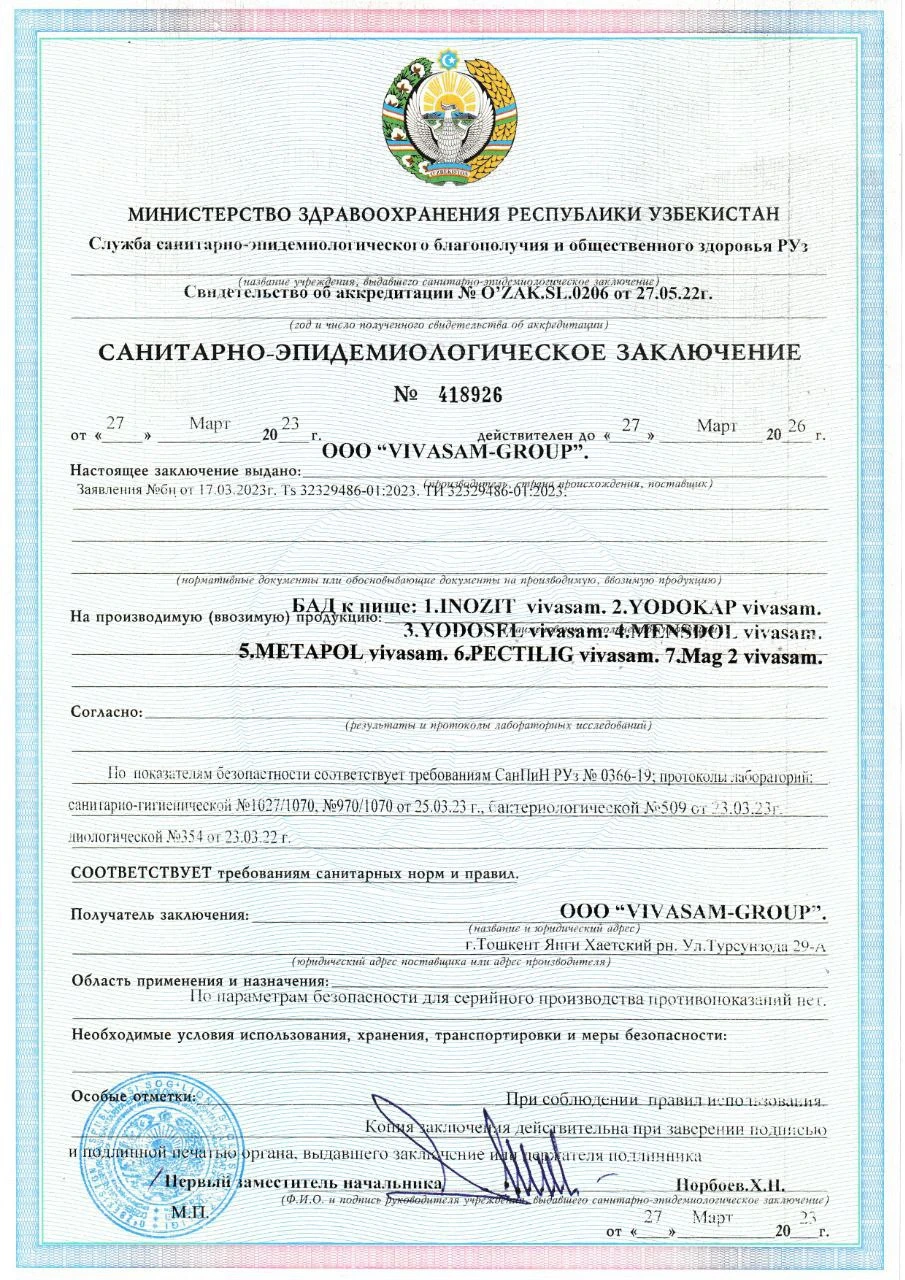 O'ZBEKISTON
МИНИСТЕРСТВО ЗДРАВООХРАНЕНИЯ РЕСПУБЛИКИ УЗБЕКИСТАН
Служба санитарно-эпидемиологического благополучия и общественного здоровья РУз
(название учреждения, выдавшего санитарно-эпидемиологическое заключение)
Свидетельство об аккредитации № O'ZAK.SL.0206 от 27.05.22г.
(год и число полученного свидетельства об аккредитации)
САНИТАРНО-ЭПИДЕМИОЛОГИЧЕСКОЕ ЗАКЛЮЧЕНИЕ
№ 418926
от « 27 » Март 20 23 г. действителен до « 27 » Март 20 26 г.
ООО “VIVASAM-GROUP”.
Настоящее заключение выдано:
(производитель, страна происхождения, поставщик)
Заявления №бн от 17.03.2023г. Ts 32329486-01:2023. ТИ 32329486-01:2023.
(нормативные документы или обосновывающие документы на производимую, ввозимую продукцию)
На производимую (ввозимую) продукцию: БАД к пище: 1.INOZIT vivasam. 2.YODOKAP vivasam.
3.YODOSEL vivasam. 4.MENSDOL vivasam.
5.METAPOL vivasam. 6.PECTILIG vivasam. 7.Mag 2 vivasam.
Согласно:
(результаты и протоколы лабораторных исследований)
По показателям безопастности соответствует требованиям СанПиН РУз № 0366-19; протоколы лабораторий:
санитарно-гигиенической №1027/1070, №970/1070 от 25.03.23 г., бактериологической №509 от 23.03.23г.
диологической №354 от 23.03.22 г.
СООТВЕТСТВУЕТ требованиям санитарных норм и правил.
Получатель заключения: ООО “VIVASAM-GROUP”.
(название и юридический адрес)
г.Тошкент Янги Хаетский рн. Ул.Турсунзода 29-А
(юридический адрес поставщика или адрес производителя)
Область применения и назначения:
По параметрам безопасности для серийного производства противопоказаний нет.
Необходимые условия использования, хранения, транспортировки и меры безопасности:
Особые отметки: При соблюдении правил использования.
Копия заключения действительна при заверении подписью
и подлинной печатью органа, выдавшего заключение или держателя подлинника
Первый заместитель начальника Норбоев.Х.Н.
(Ф.И.О. и подпись руководителя учреждения, выдавшего санитарно-эпидемиологическое заключение)
М.П.
от « 27 » Март 20 23 г.